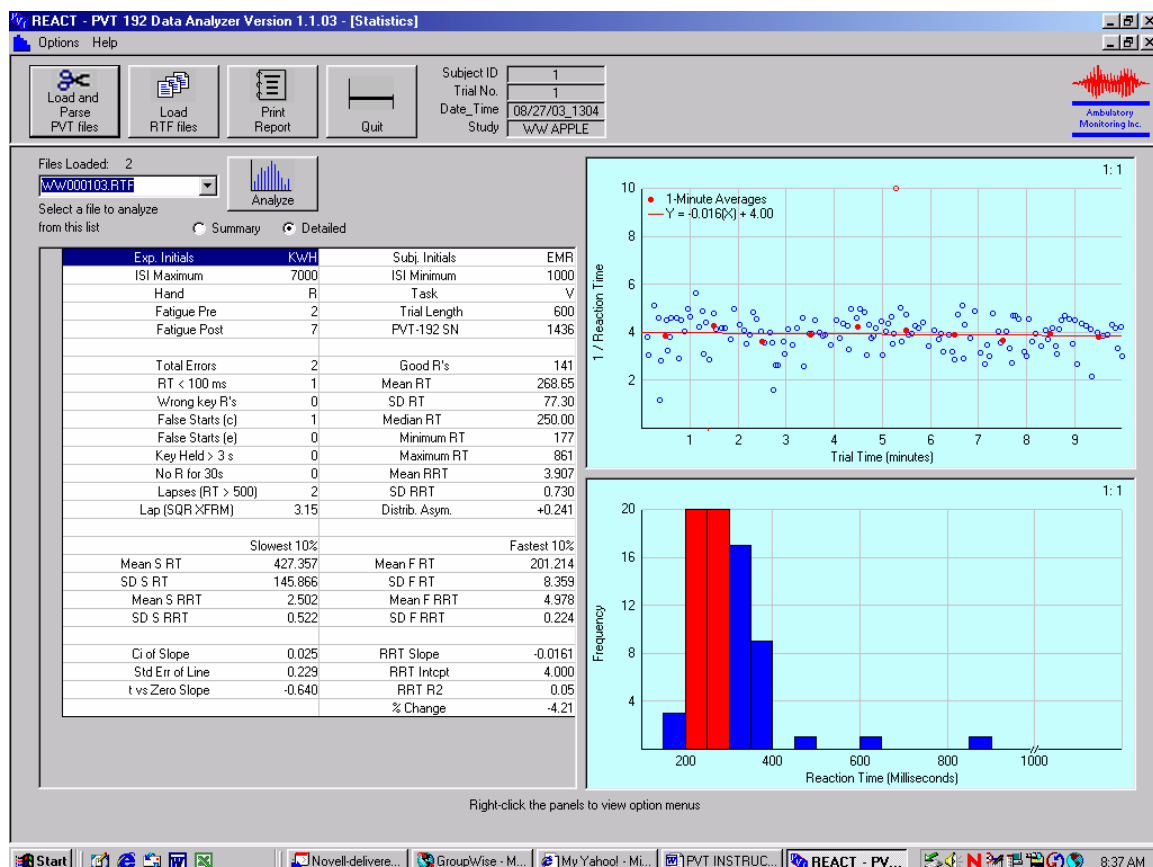 REACT - PVT 192 Data Analyzer Version 1.1.03 - [Statistics]
Options Help
Load and Parse PVT files
Load RTF files
Print Report
Quit
Subject ID 1
Trial No. 1
Date_Time 08/27/03_1304
Study WW APPLE
Ambulatory Monitoring Inc.
Files Loaded: 2
WW000103.RTF
Analyze
Select a file to analyze
from this list
Summary Detailed
Exp. Initials KWH Subj. Initials EMR
ISI Maximum 7000 ISI Minimum 1000
Hand R Task V
Fatigue Pre 2 Trial Length 600
Fatigue Post 7 PVT-192 SN 1436
Total Errors 2 Good R's 141
RT < 100 ms 1 Mean RT 268.65
Wrong key R's 0 SD RT 77.30
False Starts (c) 1 Median RT 250.00
False Starts (e) 0 Minimum RT 177
Key Held > 3 s 0 Maximum RT 861
No R for 30s 0 Mean RRT 3.907
Lapses (RT > 500) 2 SD RRT 0.730
Lap (SQR XFRM) 3.15 Distrib. Asym. +0.241
Slowest 10% Fastest 10%
Mean S RT 427.357 Mean F RT 201.214
SD S RT 145.866 SD F RT 8.359
Mean S RRT 2.502 Mean F RRT 4.978
SD S RRT 0.522 SD F RRT 0.224
Ci of Slope 0.025 RRT Slope -0.0161
Std Err of Line 0.229 RRT Intcpt 4.000
t vs Zero Slope -0.640 RRT R2 0.05
% Change -4.21
1: 1
1-Minute Averages
Y = -0.016(X) + 4.00
1 / Reaction Time
10
8
6
4
2
1 2 3 4 5 6 7 8 9
Trial Time (minutes)
1: 1
Frequency
20
16
12
8
4
200 400 600 800 1000
Reaction Time (Milliseconds)
Right-click the panels to view option menus
Start Novell-delivere... GroupWise - M... My Yahoo! - Mi... PVT INSTRUC... REACT - PV... 8:37 AM